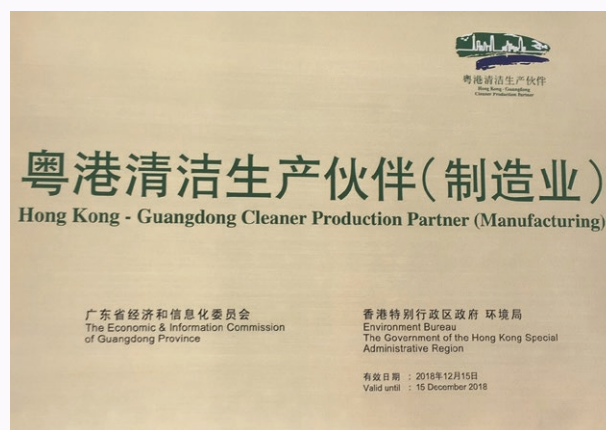 粤港清洁生产伙伴
Hong Kong - Guangdong
Cleaner Production Partner
粤港清洁生产伙伴(制造业)
Hong Kong - Guangdong Cleaner Production Partner (Manufacturing)
广东省经济和信息化委员会
The Economic & Information Commission
of Guangdong Province
香港特别行政区政府 环境局
Environment Bureau
The Government of the Hong Kong Special
Administrative Region
有效日期 : 2018年12月15日
Valid until : 15 December 2018